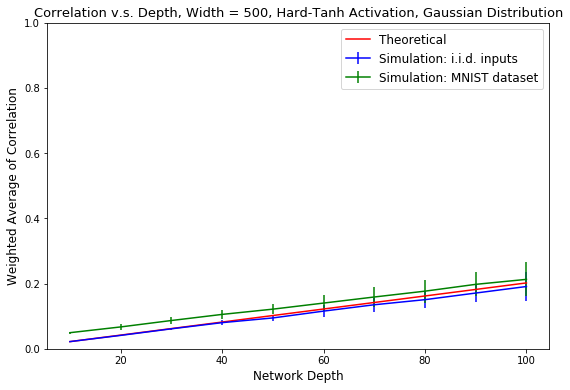 Correlation v.s. Depth, Width = 500, Hard-Tanh Activation, Gaussian Distribution
1.0
Theoretical
Simulation: i.i.d. inputs
Simulation: MNIST dataset
0.8
0.6
0.4
0.2
0.0
Weighted Average of Correlation
20
40
60
80
100
Network Depth